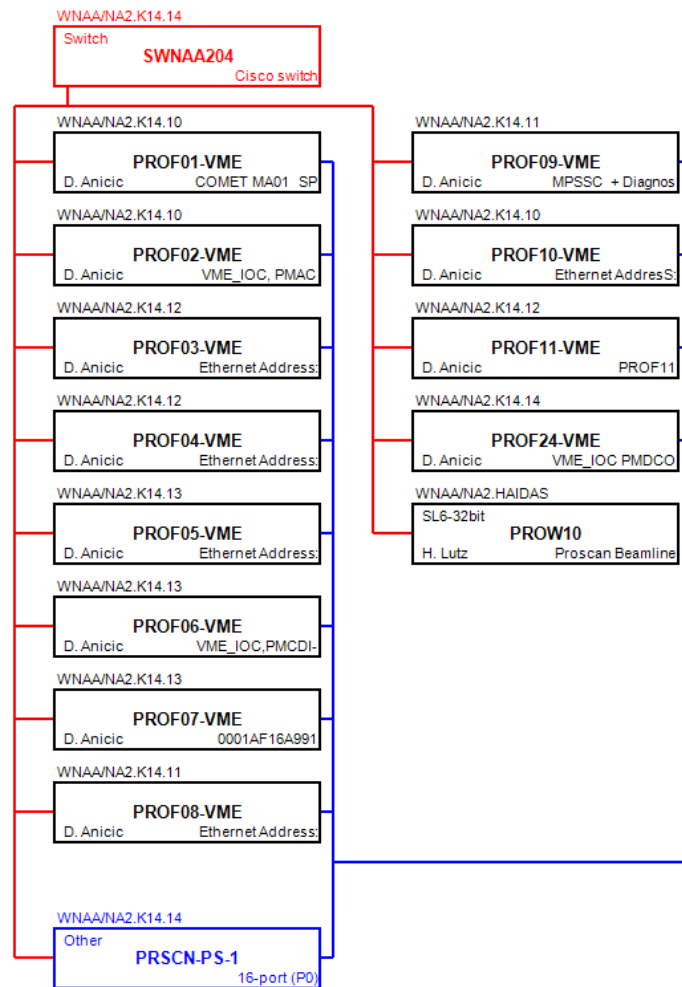 WNAA/NA2.K14.14
Switch
SWNAA204
Cisco switch
WNAA/NA2.K14.10
PROF01-VME
D. Anicic COMET MA01 SP
WNAA/NA2.K14.10
PROF02-VME
D. Anicic VME_IOC, PMAC
WNAA/NA2.K14.12
PROF03-VME
D. Anicic Ethernet Address:
WNAA/NA2.K14.12
PROF04-VME
D. Anicic Ethernet Address:
WNAA/NA2.K14.13
PROF05-VME
D. Anicic Ethernet Address:
WNAA/NA2.K14.13
PROF06-VME
D. Anicic VME_IOC,PMCDI-
WNAA/NA2.K14.13
PROF07-VME
D. Anicic 0001AF16A991
WNAA/NA2.K14.11
PROF08-VME
D. Anicic Ethernet Address:
WNAA/NA2.K14.14
Other
PRSCN-PS-1
16-port (P0)
WNAA/NA2.K14.11
PROF09-VME
D. Anicic MPSSC + Diagnos
WNAA/NA2.K14.10
PROF10-VME
D. Anicic Ethernet AddresS:
WNAA/NA2.K14.12
PROF11-VME
D. Anicic PROF11
WNAA/NA2.K14.14
PROF24-VME
D. Anicic VME_IOC PMDCO
WNAA/NA2.HAIDAS
SL6-32bit
PROW10
H. Lutz Proscan Beamline